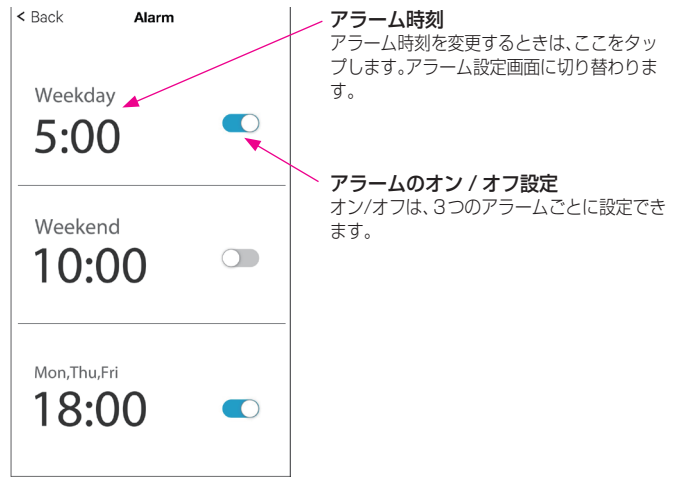 < Back Alarm
Weekday
5:00
Weekend
10:00
Mon,Thu,Fri
18:00
アラーム時刻
アラーム時刻を変更するときは、ここをタッ
プします。アラーム設定画面に切り替わりま
す。
アラームのオン / オフ設定
オン/オフは、3つのアラームごとに設定でき
ます。